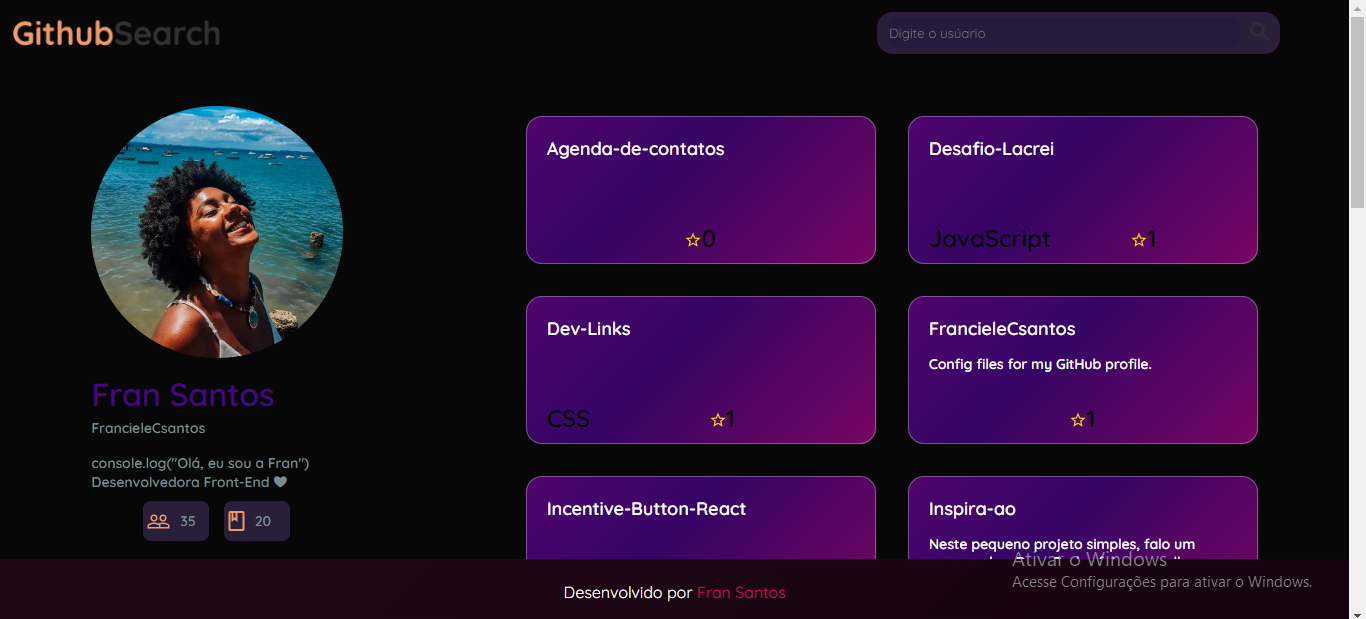 GithubSearch
Digite o usúario
Fran Santos
FrancieleCsantos
console.log("Olá, eu sou a Fran")
Desenvolvedora Front-End 🖤
35
20
Agenda-de-contatos
0
Desafio-Lacrei
JavaScript
1
Dev-Links
CSS
1
FrancieleCsantos
Config files for my GitHub profile.
1
Incentive-Button-React
Inspira-ao
Neste pequeno projeto simples, falo um
Ativar o Windows
Acesse Configurações para ativar o Windows.
Desenvolvido por Fran Santos